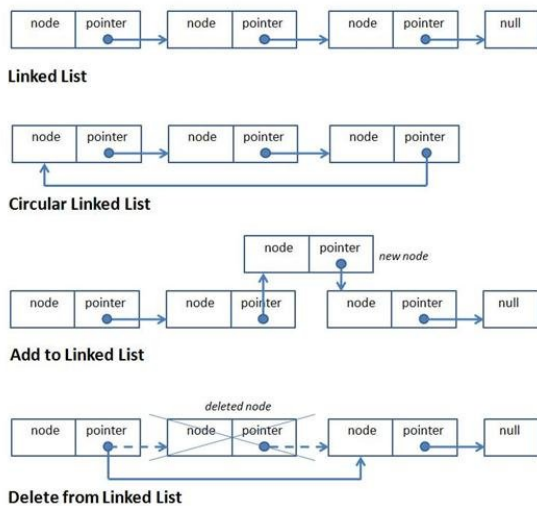 node pointer node pointer node pointer null
Linked List
node pointer node pointer node pointer
Circular Linked List
node pointer new node
node pointer node pointer node pointer null
Add to Linked List
deleted node
node pointer node pointer node pointer null
Delete from Linked List